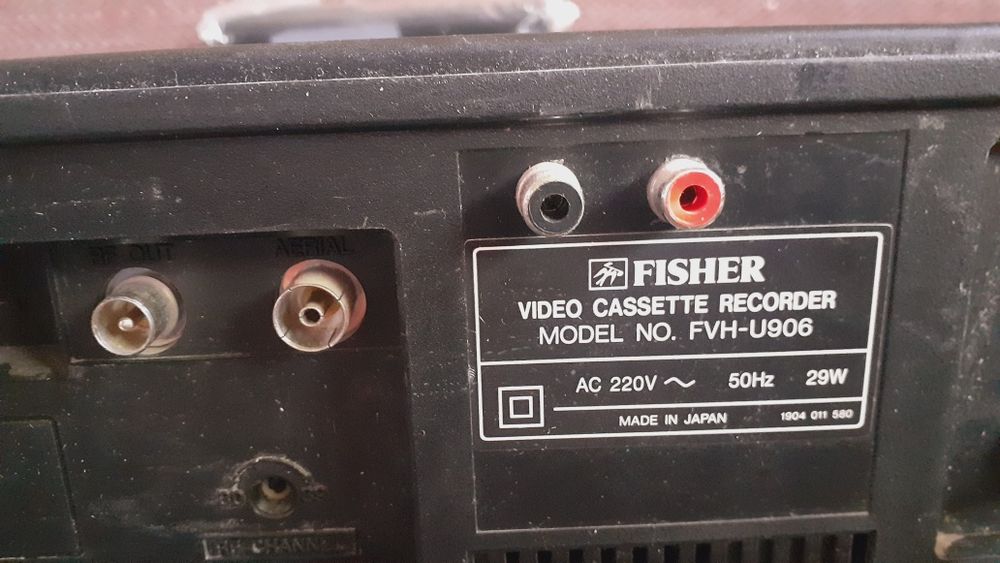 RF OUT
AERIAL
FISHER
VIDEO CASSETTE RECORDER
MODEL NO. FVH-U906
AC 220V ~ 50Hz 29W
MADE IN JAPAN 1904 011 580
CHANNEL